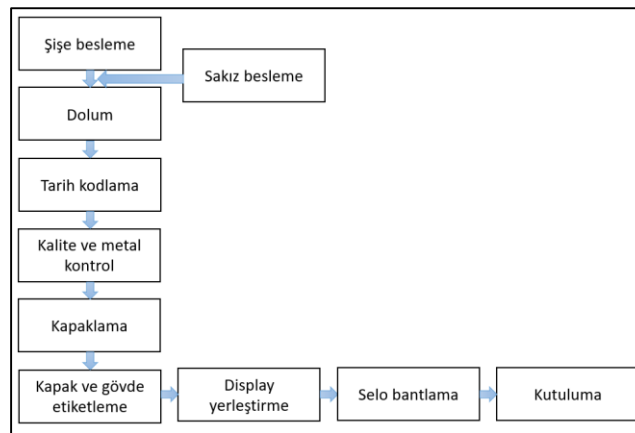 Şişe besleme
Sakız besleme
Dolum
Tarih kodlama
Kalite ve metal
kontrol
Kapaklama
Kapak ve gövde
etiketleme
Display
yerleştirme
Selo bantlama
Kutuluma